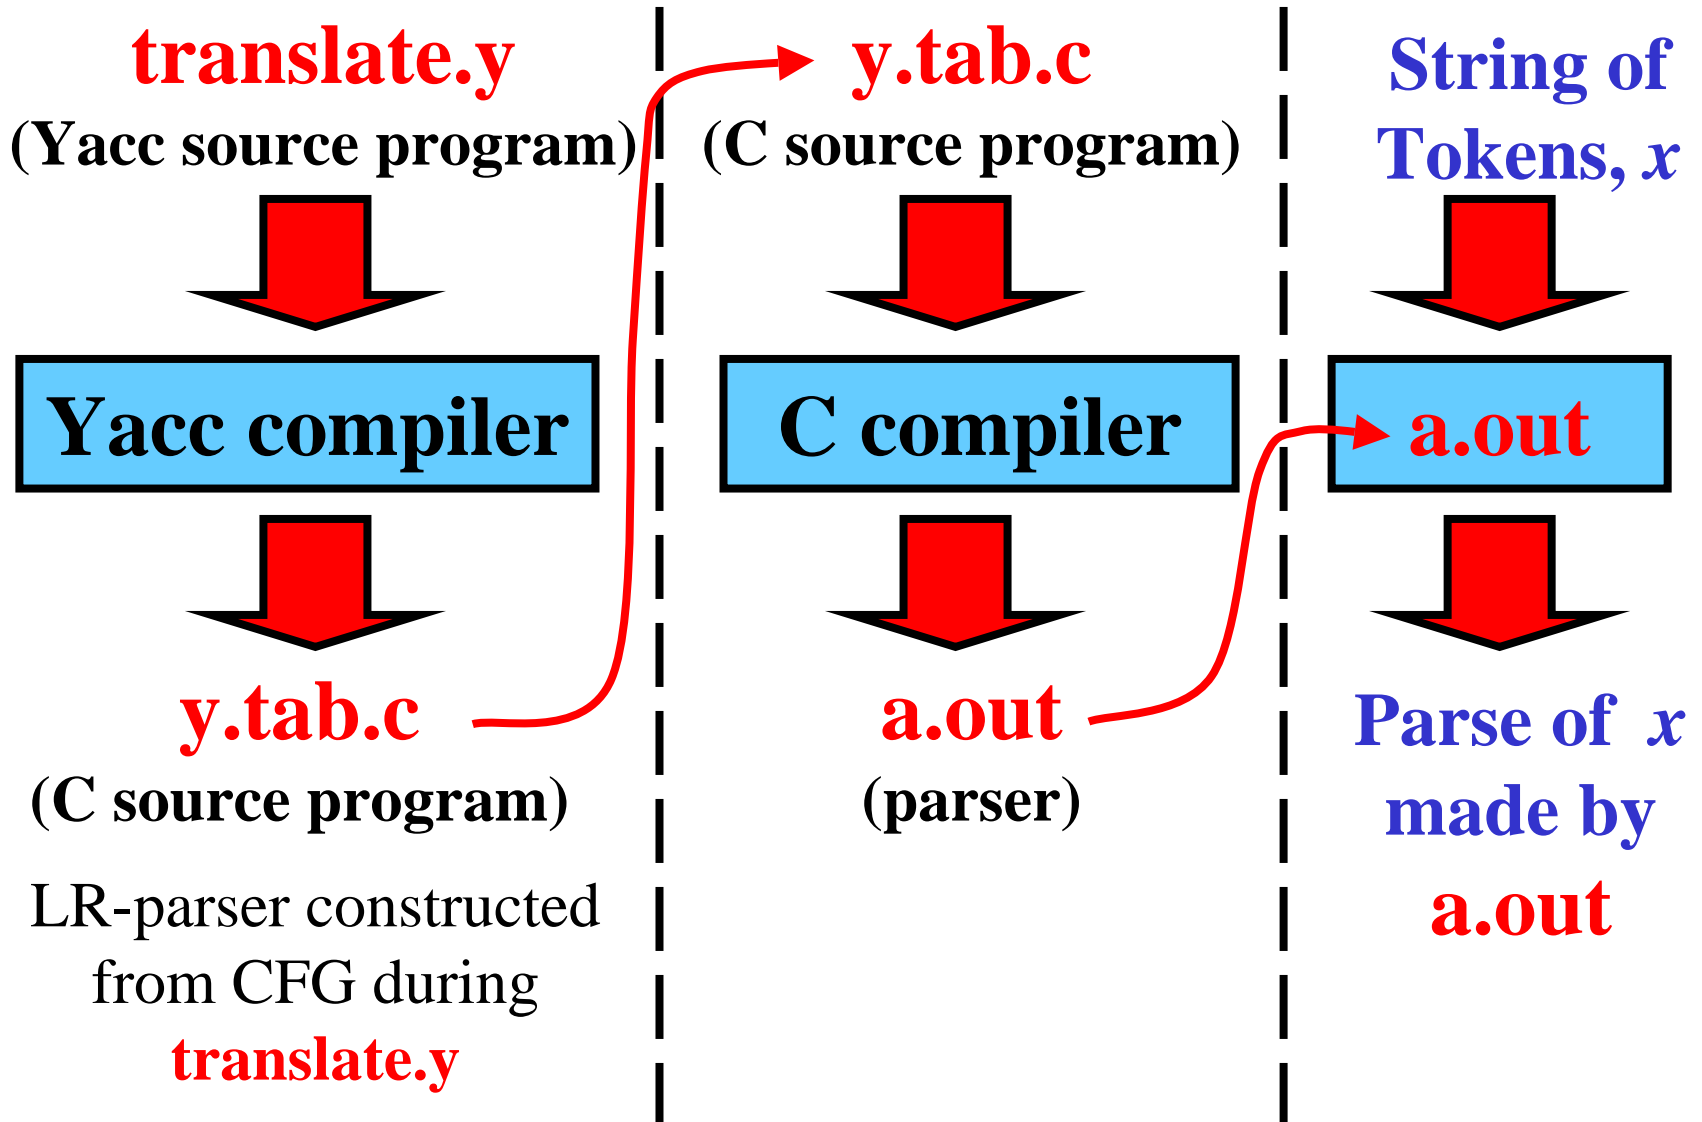 translate.y
(Yacc source program)
Yacc compiler
y.tab.c
(C source program)
LR-parser constructed
from CFG during
translate.y
y.tab.c
(C source program)
C compiler
a.out
(parser)
String of
Tokens, x
a.out
Parse of x
made by
a.out